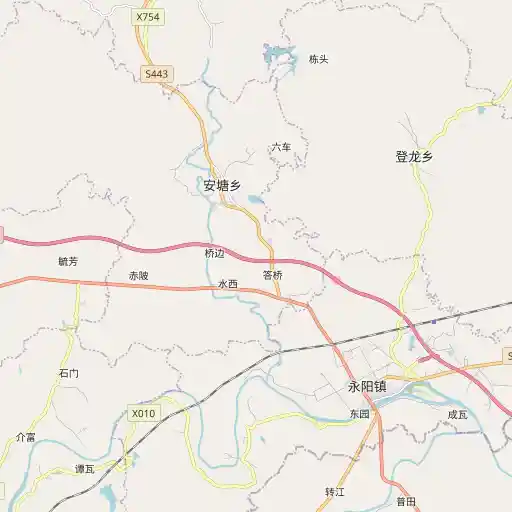 X754
栋头
S443
六车
登龙乡
安塘乡
桥边
毓芳
赤陂
答桥
水西
S
石门
永阳镇
X010
东园
成瓦
介富
谭瓦
转江
普田